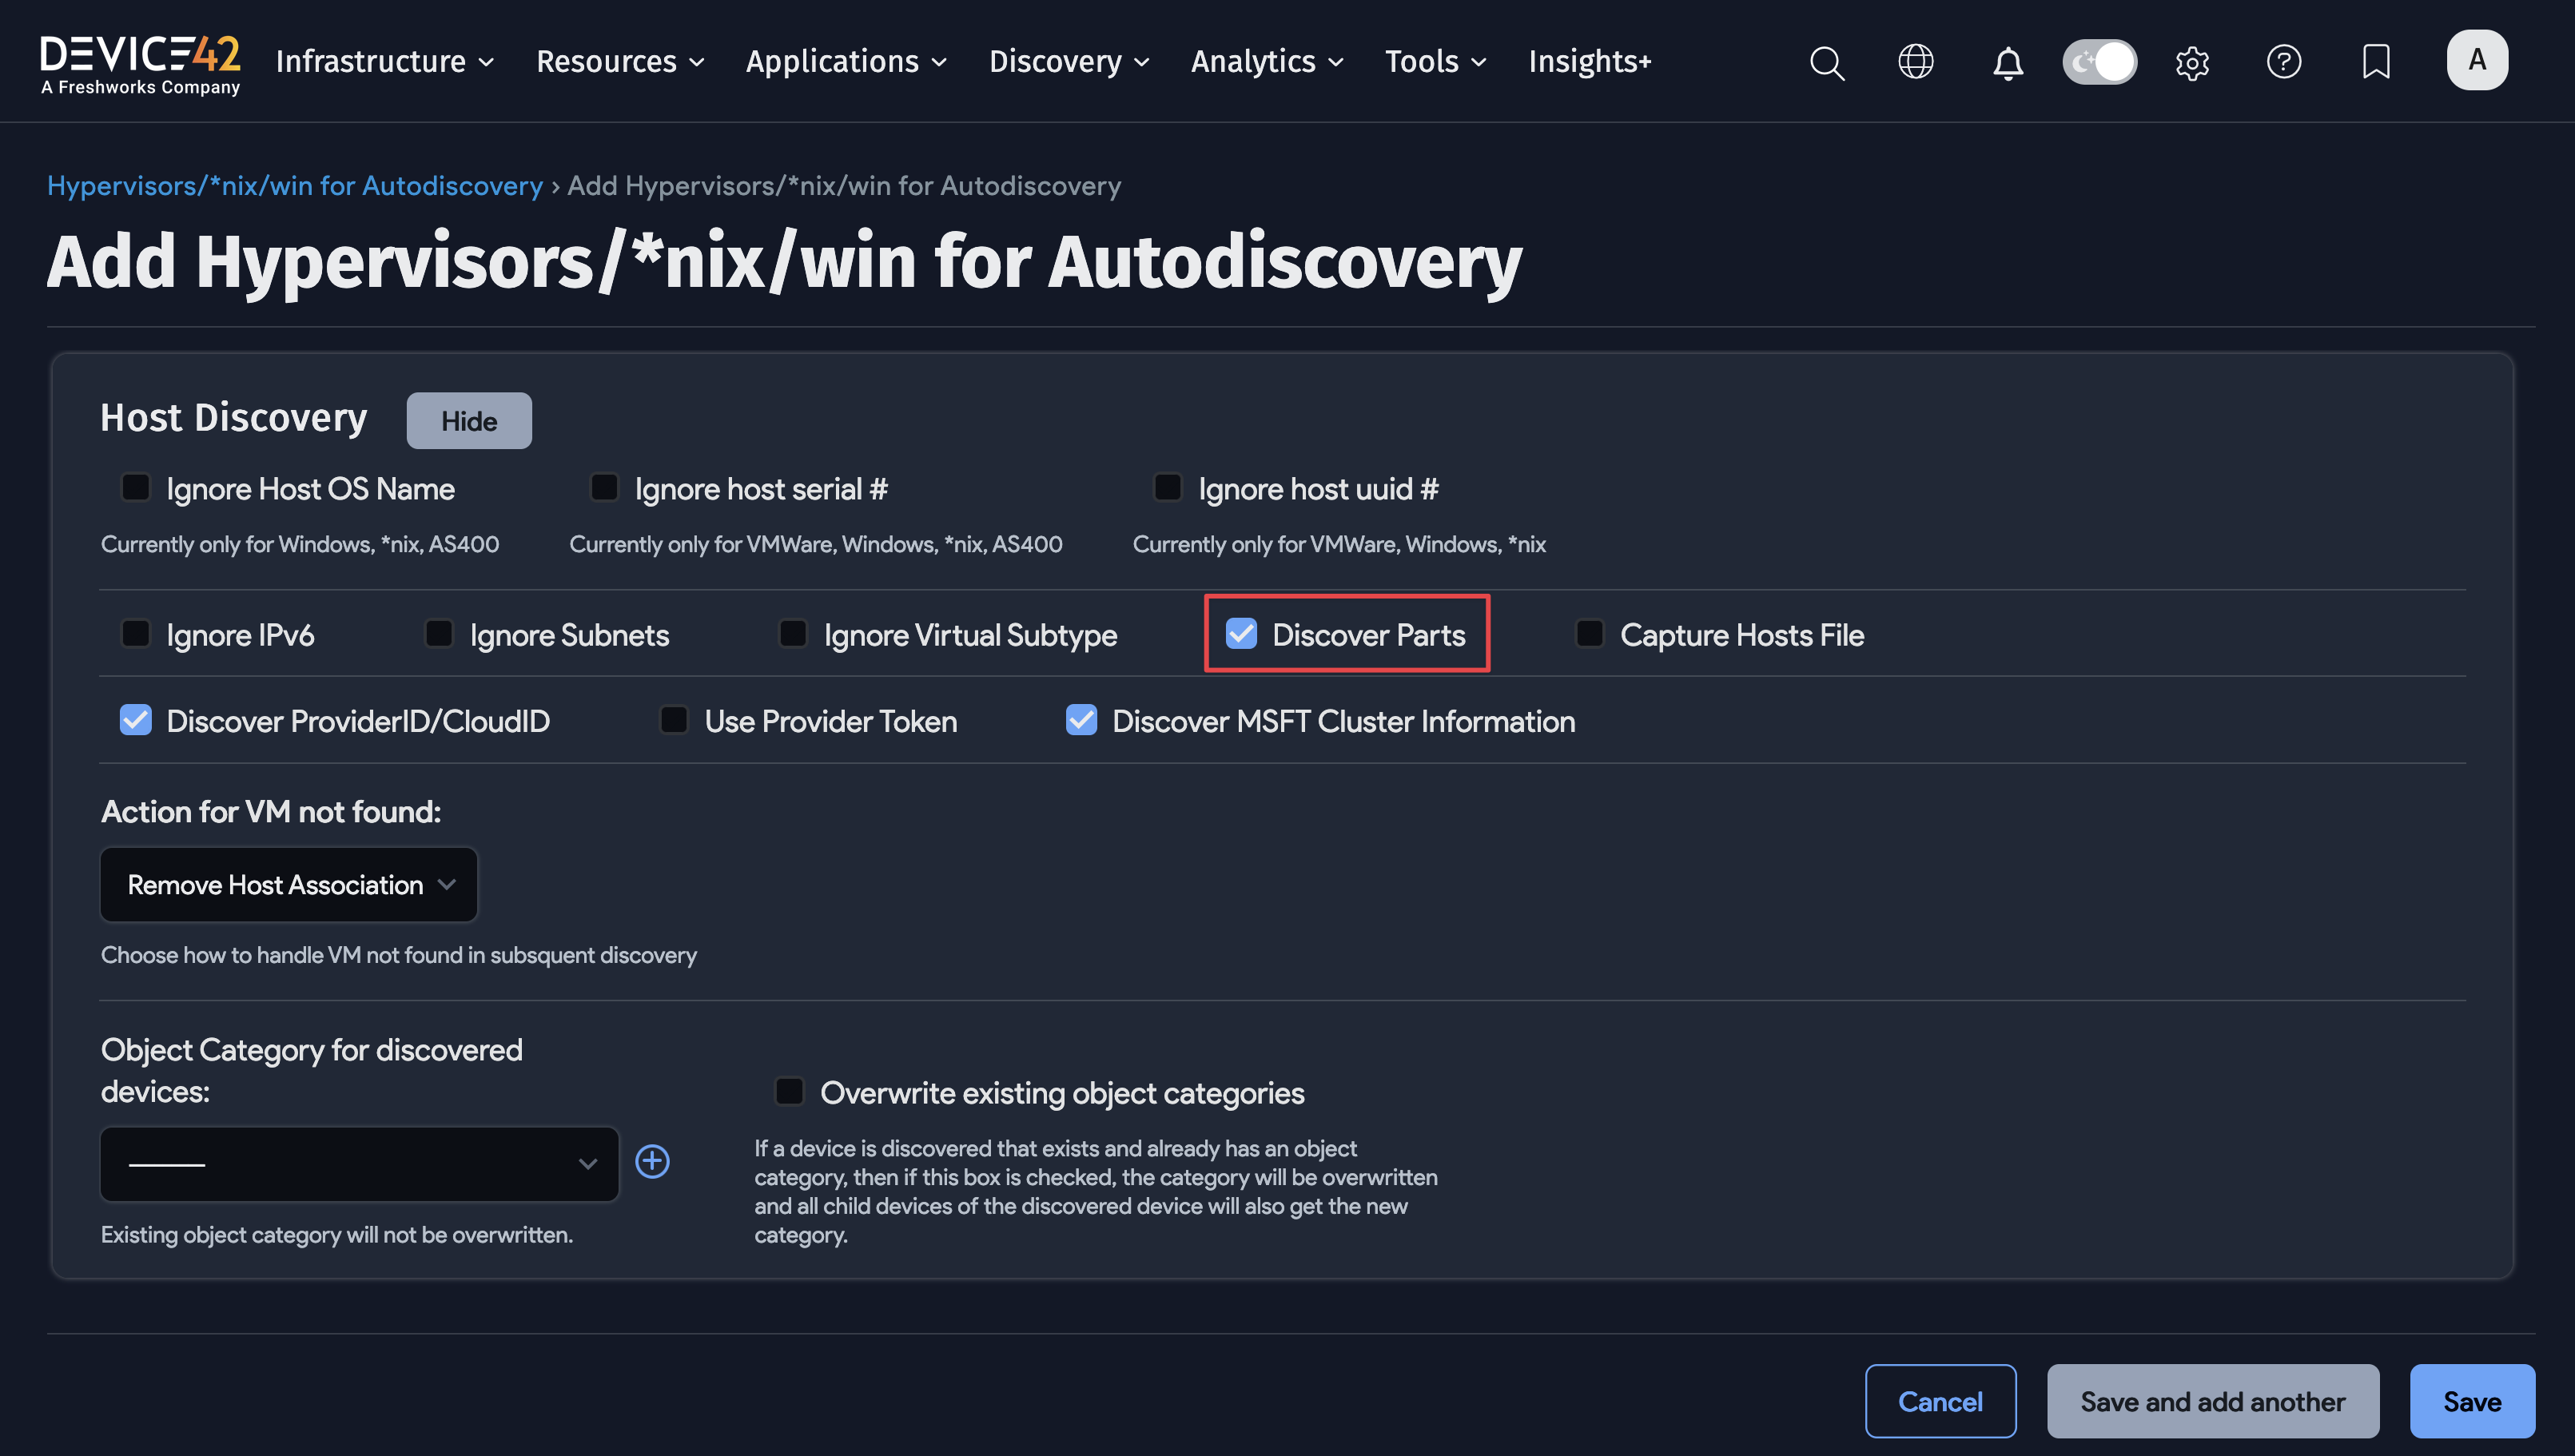 DEVICE42
A Freshworks Company
Infrastructure Resources Applications Discovery Analytics Tools Insights+ A
Hypervisors/*nix/win for Autodiscovery › Add Hypervisors/*nix/win for Autodiscovery
Add Hypervisors/*nix/win for Autodiscovery
Host Discovery Hide
Ignore Host OS Name Ignore host serial # Ignore host uuid #
Currently only for Windows, *nix, AS400 Currently only for VMWare, Windows, *nix, AS400 Currently only for VMWare, Windows, *nix
Ignore IPv6 Ignore Subnets Ignore Virtual Subtype Discover Parts Capture Hosts File
Discover ProviderID/CloudID Use Provider Token Discover MSFT Cluster Information
Action for VM not found:
Remove Host Association
Choose how to handle VM not found in subsquent discovery
Object Category for discovered
devices:
---------
Existing object category will not be overwritten.
Overwrite existing object categories
If a device is discovered that exists and already has an object
category, then if this box is checked, the category will be overwritten
and all child devices of the discovered device will also get the new
category.
Cancel Save and add another Save